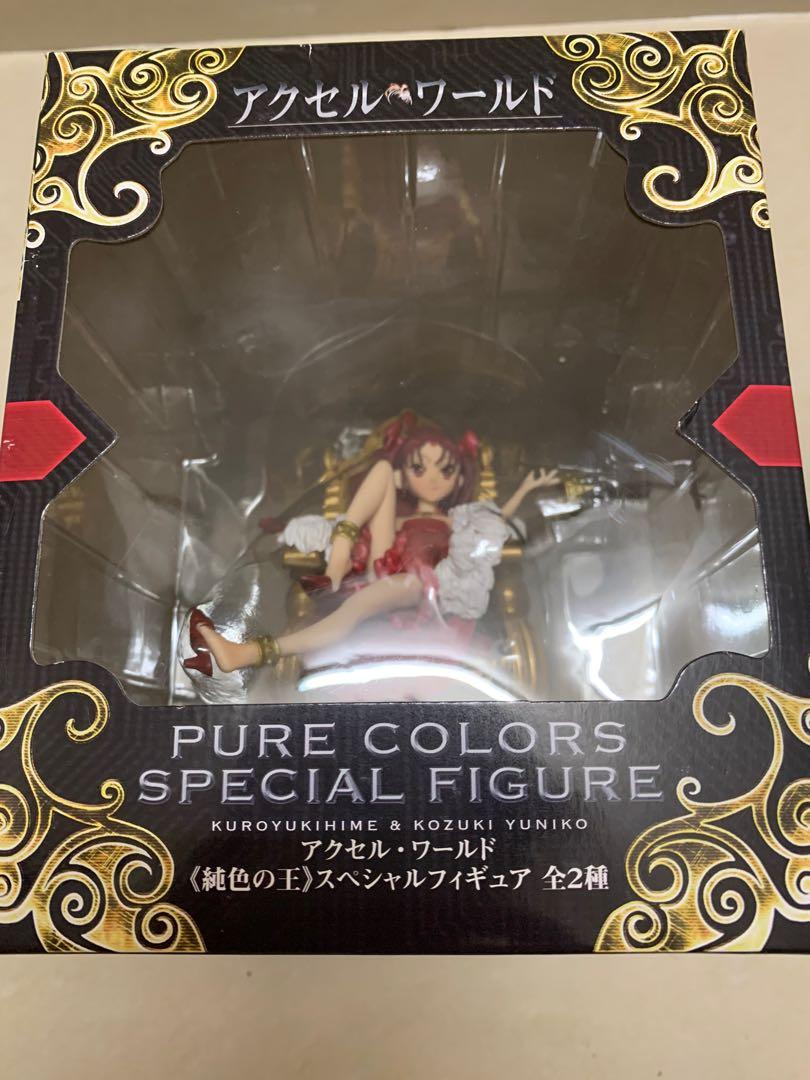 アクセル・ワールド
PURE COLORS
SPECIAL FIGURE
KUROYUKIHIME & KOZUKI YUNIKO
アクセル・ワールド
《純色の王》スペシャルフィギュア 全2種